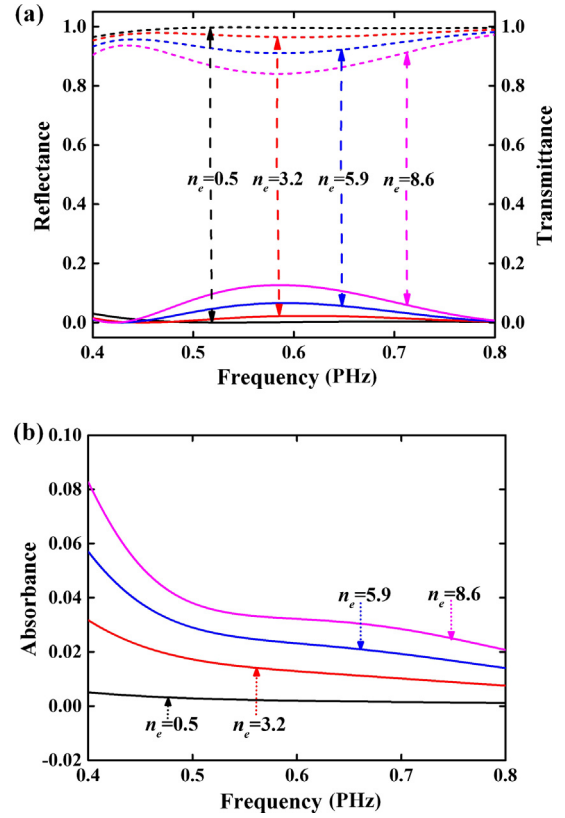 (a)
1.0 1.0
0.8 0.8
0.6 0.6
0.4 0.4
0.2 0.2
0.0 0.0
Reflectance
Transmittance
nₑ=0.5 nₑ=3.2 nₑ=5.9 nₑ=8.6
0.4 0.5 0.6 0.7 0.8
Frequency (PHz)
(b)
0.10
0.08
0.06
0.04
0.02
0.00
-0.02
Absorbance
nₑ=5.9 nₑ=8.6
nₑ=0.5 nₑ=3.2
0.4 0.5 0.6 0.7 0.8
Frequency (PHz)